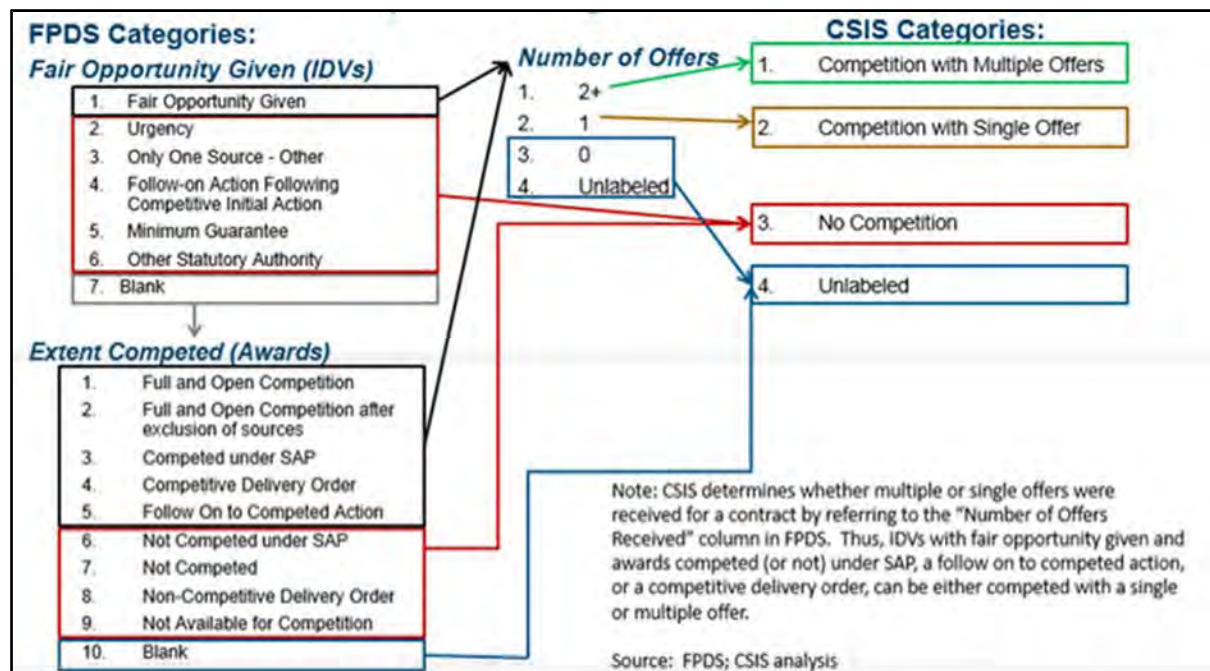 FPDS Categories:
Fair Opportunity Given (IDVs)
1. Fair Opportunity Given
2. Urgency
3. Only One Source - Other
4. Follow-on Action Following
Competitive Initial Action
5. Minimum Guarantee
6. Other Statutory Authority
7. Blank
Extent Competed (Awards)
1. Full and Open Competition
2. Full and Open Competition after
exclusion of sources
3. Competed under SAP
4. Competitive Delivery Order
5. Follow On to Competed Action
6. Not Competed under SAP
7. Not Competed
8. Non-Competitive Delivery Order
9. Not Available for Competition
10. Blank
Number of Offers
1. 2+
2. 1
3. 0
4. Unlabeled
CSIS Categories:
1. Competition with Multiple Offers
2. Competition with Single Offer
3. No Competition
4. Unlabeled
Note: CSIS determines whether multiple or single offers were
received for a contract by referring to the "Number of Offers
Received" column in FPDS. Thus, IDVs with fair opportunity given and
awards competed (or not) under SAP, a follow on to competed action,
or a competitive delivery order, can be either competed with a single
or multiple offer.
Source: FPDS; CSIS analysis